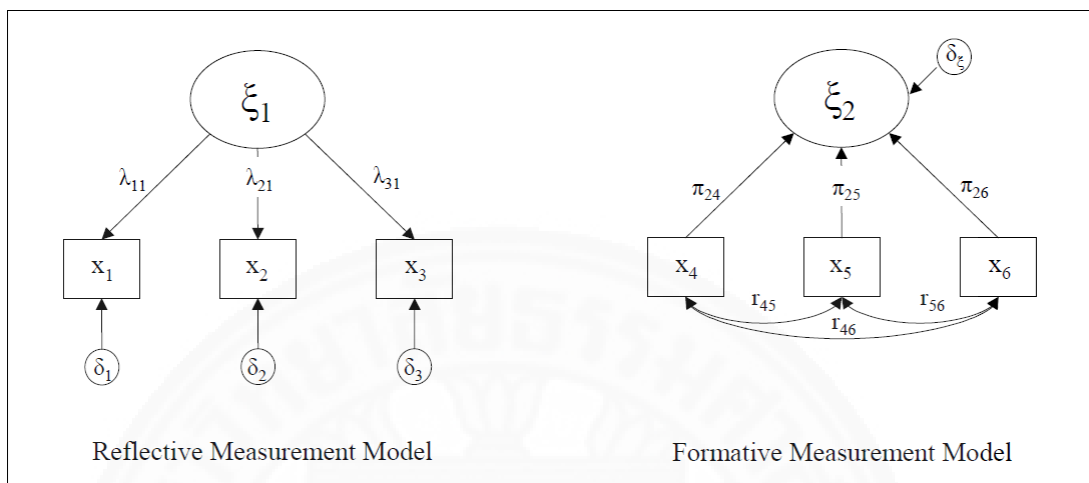 ξ₁
λ₁₁
λ₂₁
λ₃₁
x₁
x₂
x₃
δ₁
δ₂
δ₃
Reflective Measurement Model
δ_ξ
ξ₂
π₂₄
π₂₅
π₂₆
x₄
x₅
x₆
r₄₅
r₅₆
r₄₆
Formative Measurement Model